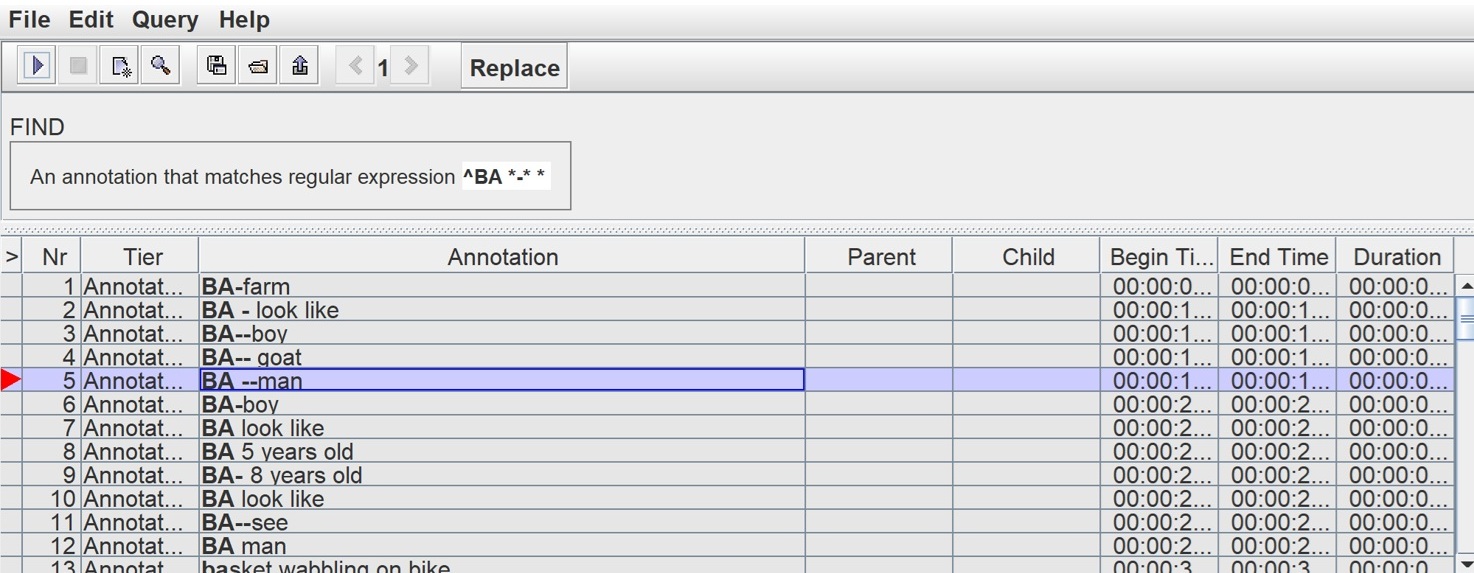 File Edit Query Help
1 Replace
FIND
An annotation that matches regular expression ^BA *-* *
> Nr Tier Annotation Parent Child Begin Ti... End Time Duration
1 Annotat... BA-farm 00:00:0... 00:00:0... 00:00:0...
2 Annotat... BA - look like 00:00:1... 00:00:1... 00:00:0...
3 Annotat... BA--boy 00:00:1... 00:00:1... 00:00:0...
4 Annotat... BA-- goat 00:00:1... 00:00:1... 00:00:0...
5 Annotat... BA --man 00:00:1... 00:00:1... 00:00:0...
6 Annotat... BA-boy 00:00:2... 00:00:2... 00:00:0...
7 Annotat... BA look like 00:00:2... 00:00:2... 00:00:0...
8 Annotat... BA 5 years old 00:00:2... 00:00:2... 00:00:0...
9 Annotat... BA- 8 years old 00:00:2... 00:00:2... 00:00:0...
10 Annotat... BA look like 00:00:2... 00:00:2... 00:00:0...
11 Annotat... BA--see 00:00:2... 00:00:2... 00:00:0...
12 Annotat... BA man 00:00:2... 00:00:2... 00:00:0...
13 Annotat... basket wabbling on bike 00:00:3... 00:00:3... 00:00:0...